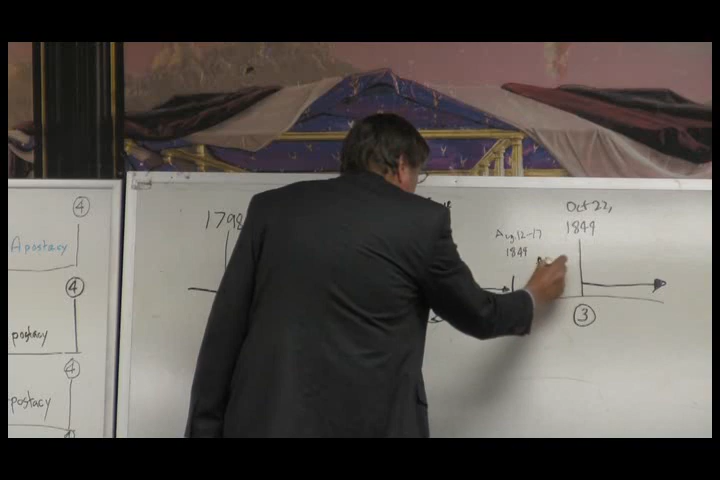 ④
Apostacy
④
postacy
④
postacy
1798
Aug. 12-17
1844
Oct 22,
1844
③